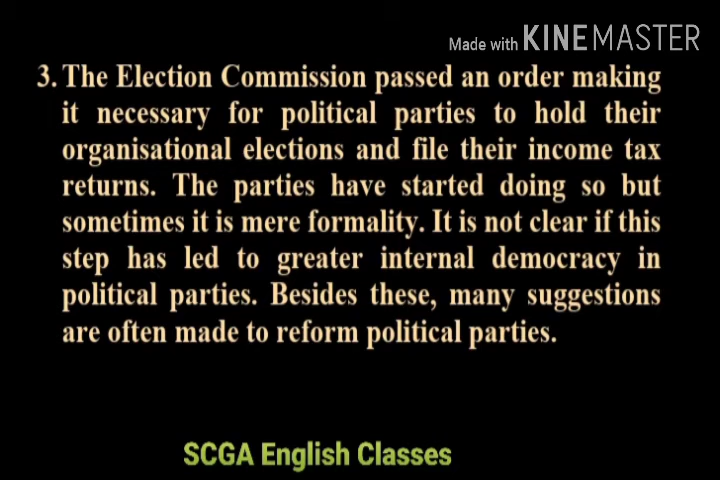 Made with KINEMASTER
3. The Election Commission passed an order making
it necessary for political parties to hold their
organisational elections and file their income tax
returns. The parties have started doing so but
sometimes it is mere formality. It is not clear if this
step has led to greater internal democracy in
political parties. Besides these, many suggestions
are often made to reform political parties.
SCGA English Classes